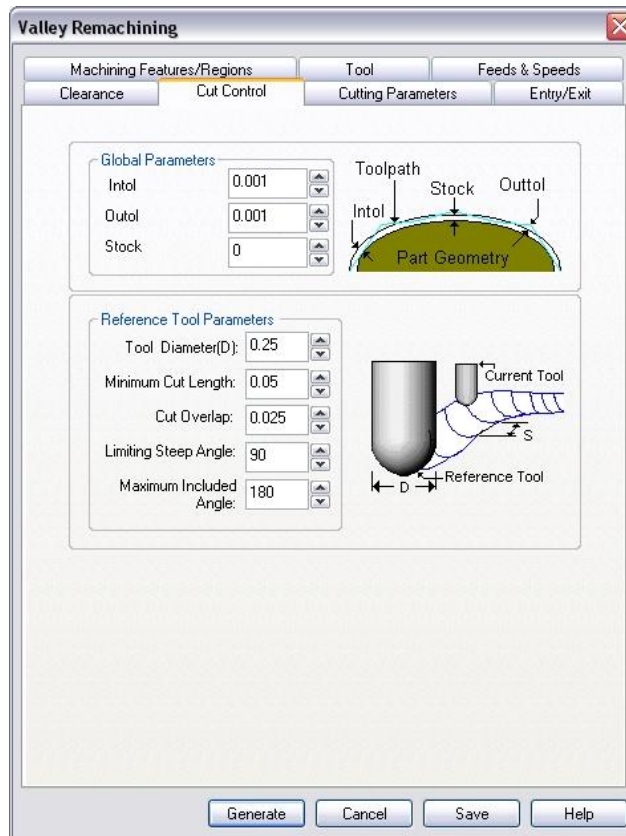 Valley Remachining
Machining Features/Regions Tool Feeds & Speeds
Clearance Cut Control Cutting Parameters Entry/Exit
Global Parameters
Intol 0.001
Outol 0.001
Stock 0
Toolpath
Stock Outtol
Intol
Part Geometry
Reference Tool Parameters
Tool Diameter(D): 0.25
Minimum Cut Length: 0.05
Cut Overlap: 0.025
Limiting Steep Angle: 90
Maximum Included
Angle: 180
Current Tool
S
Reference Tool
D
Generate Cancel Save Help